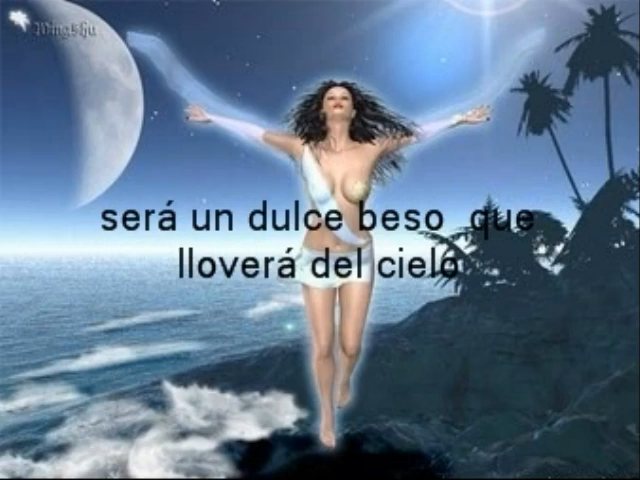 será un dulce beso que
lloverá del cielo